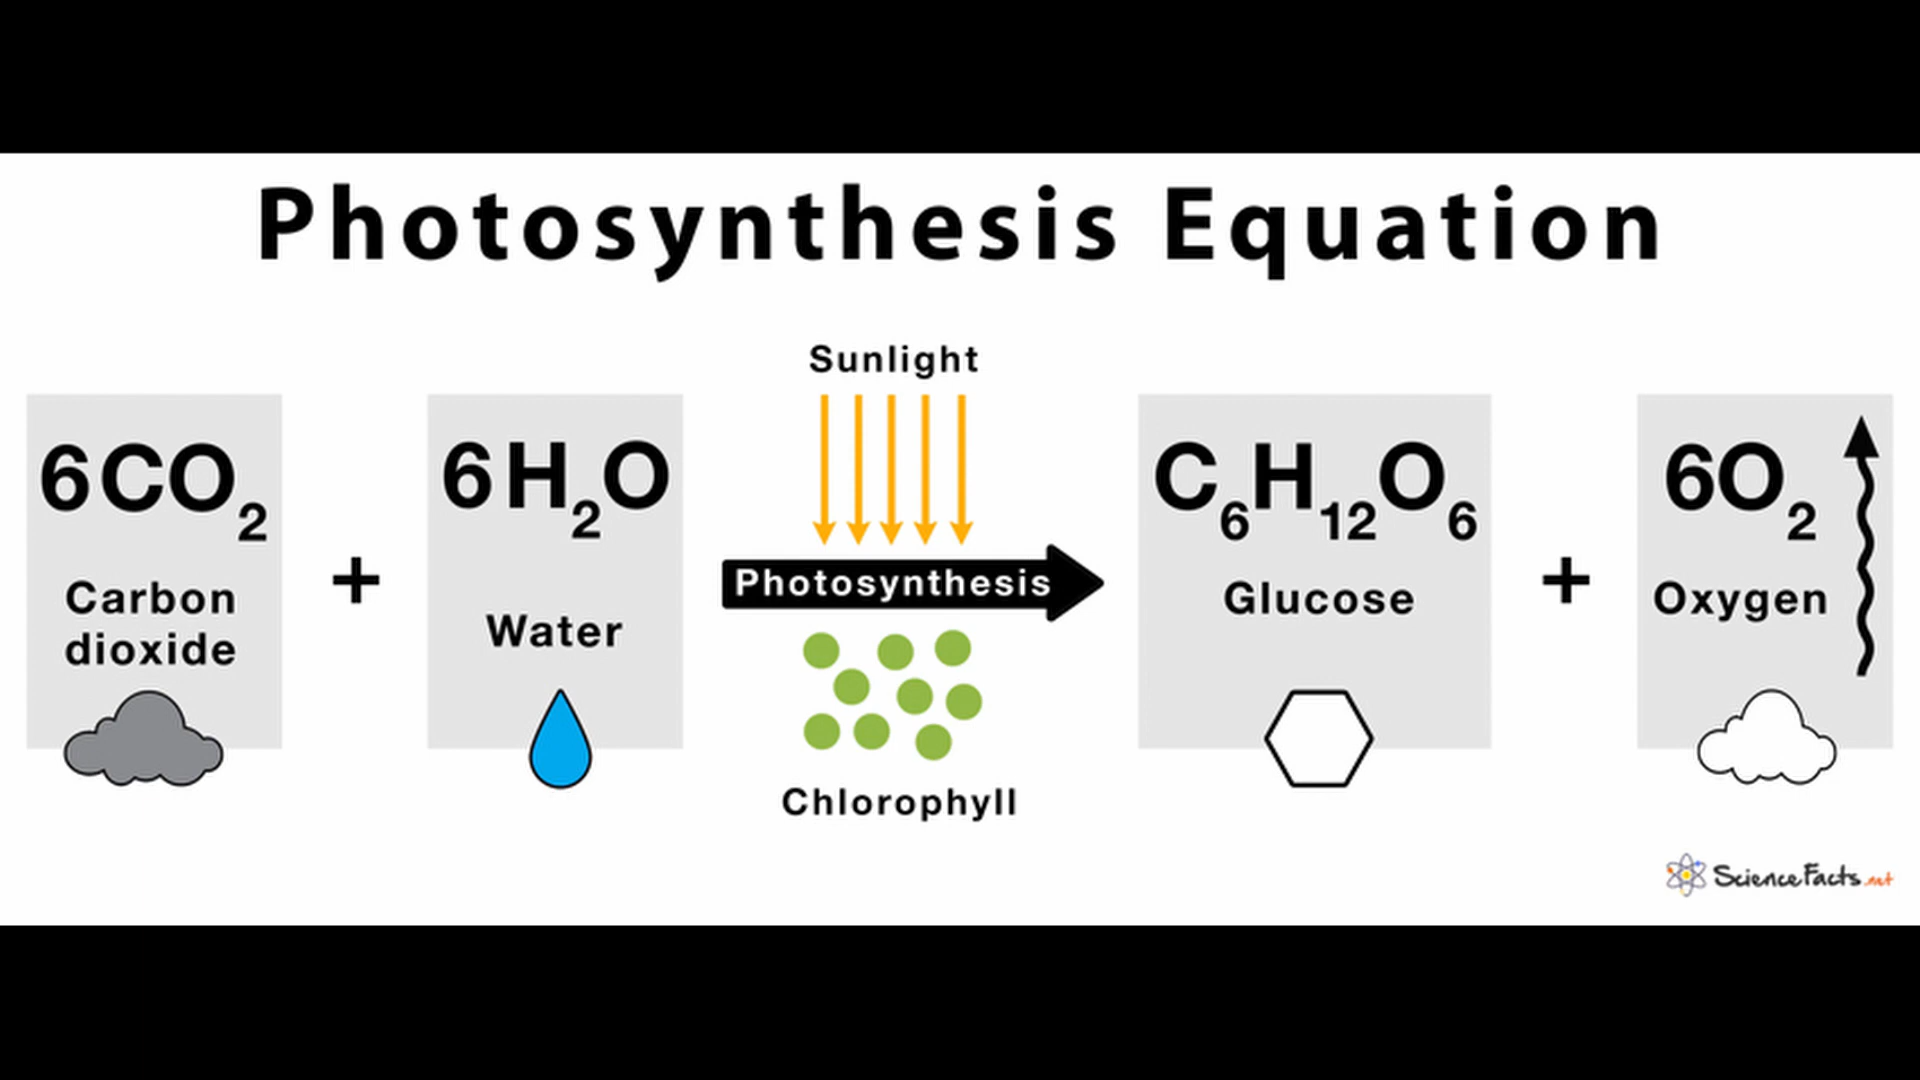 Photosynthesis Equation
Sunlight
6CO₂ + 6H₂O Photosynthesis C₆H₁₂O₆ + 6O₂
Carbon dioxide
Water
Glucose
Oxygen
Chlorophyll
ScienceFacts.net